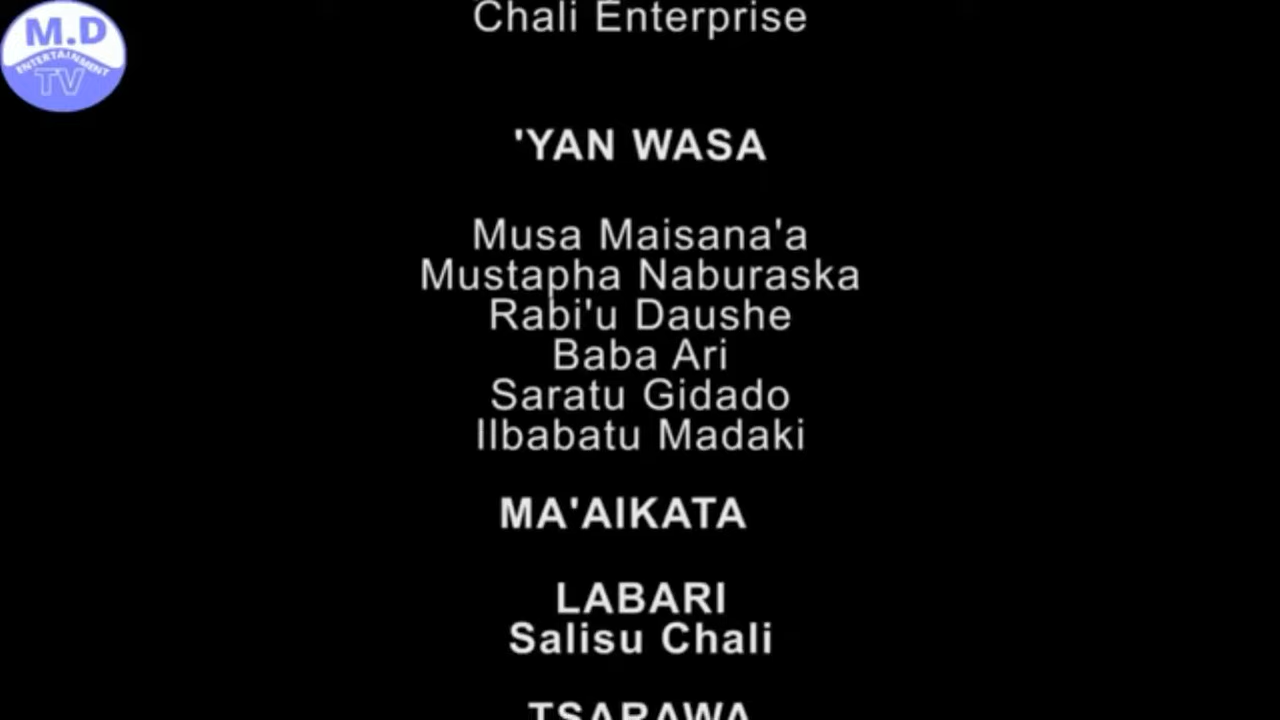 M.D
ENTERTAINMENT
TV
Chali Enterprise
'YAN WASA
Musa Maisana'a
Mustapha Naburaska
Rabi'u Daushe
Baba Ari
Saratu Gidado
Ilbabatu Madaki
MA'AIKATA
LABARI
Salisu Chali
TSARAWA